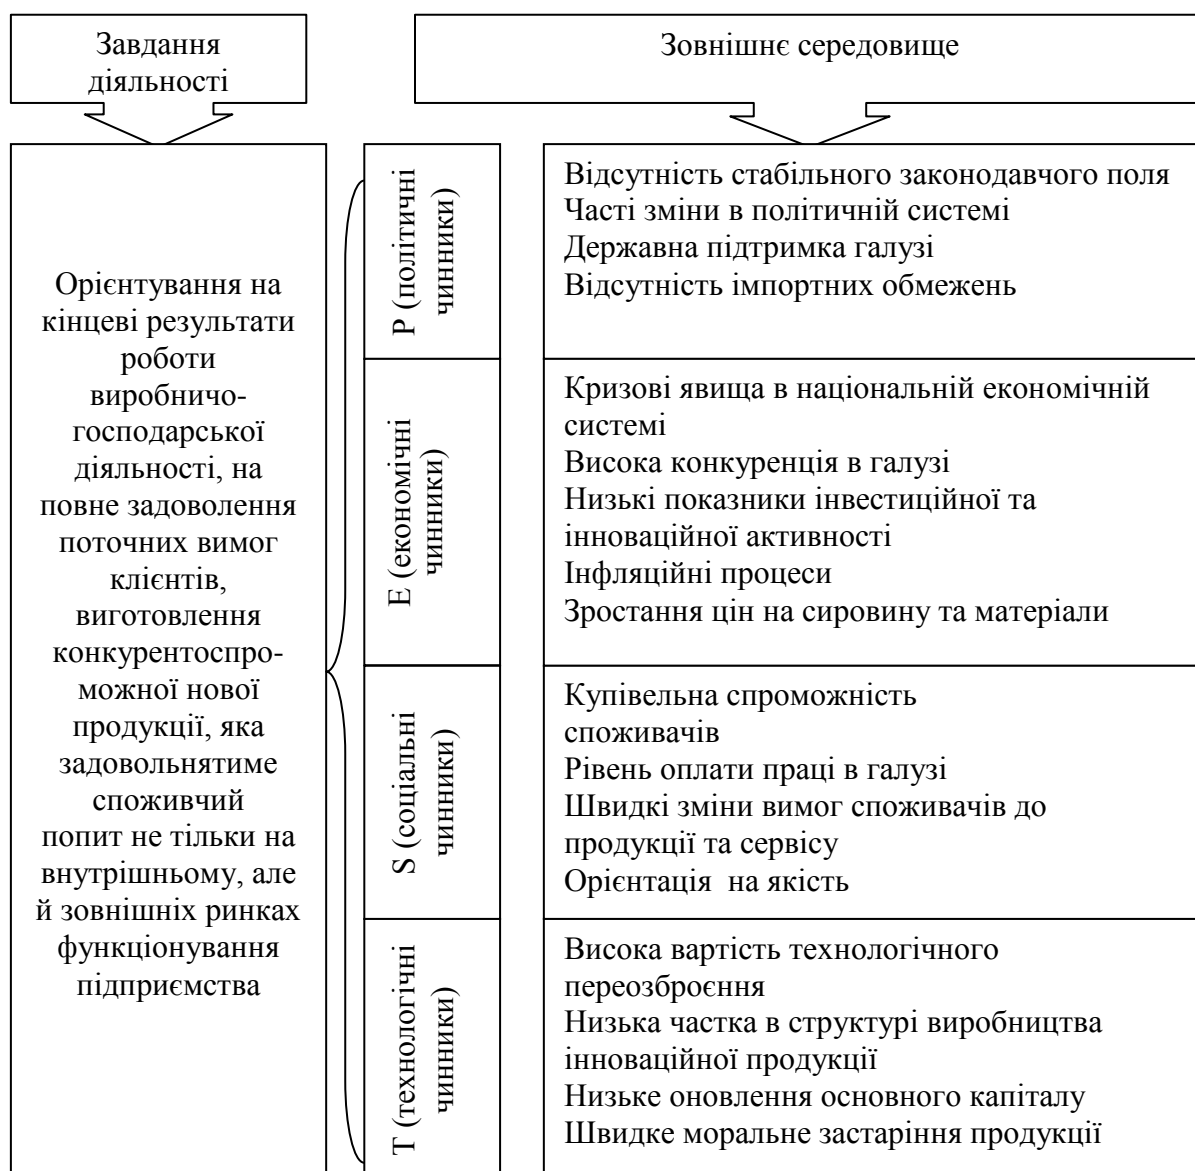 Завдання
діяльності
Зовнішнє середовище
Орієнтування на
кінцеві результати
роботи
виробничо-
господарської
діяльності, на
повне задоволення
поточних вимог
клієнтів,
виготовлення
конкурентоспро-
можної нової
продукції, яка
задовольнятиме
споживчий
попит не тільки на
внутрішньому, але
й зовнішніх ринках
функціонування
підприємства
P (політичні
чинники)
Відсутність стабільного законодавчого поля
Часті зміни в політичній системі
Державна підтримка галузі
Відсутність імпортних обмежень
E (економічні
чинники)
Кризові явища в національній економічній
системі
Висока конкуренція в галузі
Низькі показники інвестиційної та
інноваційної активності
Інфляційні процеси
Зростання цін на сировину та матеріали
S (соціальні
чинники)
Купівельна спроможність
споживачів
Рівень оплати праці в галузі
Швидкі зміни вимог споживачів до
продукції та сервісу
Орієнтація на якість
T (технологічні
чинники)
Висока вартість технологічного
переозброєння
Низька частка в структурі виробництва
інноваційної продукції
Низьке оновлення основного капіталу
Швидке моральне застаріння продукції